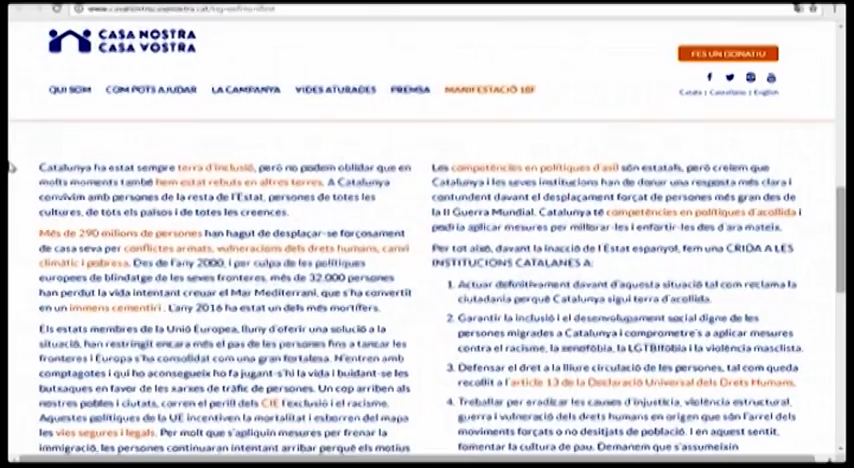 CASA NOSTRA
CASA VOSTRA
FES UN DONATIU
QUI SOM
COM POTS AJUDAR
LA CAMPANYA
VIDES ATURADES
PREMSA
MANIFESTACIÓ 18F
Català | Castellano | English
Catalunya ha estat sempre terra d'inclusió, però no podem oblidar que en
molts moments també hem estat rebuts en altres terres. A Catalunya
convivim amb persones de la resta de l'Estat, persones de totes les
cultures, de tots els països i de totes les creences.
Més de 290 milions de persones han hagut de desplaçar-se forçosament
de casa seva per conflictes armats, vulneracions dels drets humans, canvi
climàtic i pobresa. Des de l'any 2000, i per culpa de les polítiques
europees de blindatge de les seves fronteres, més de 32.000 persones
han perdut la vida intentant creuar el Mar Mediterrani, que s'ha convertit
en un immens cementiri. L'any 2016 ha estat un dels més mortífers.
Els estats membres de la Unió Europea, lluny d'oferir una solució a la
situació, han restringit encara més el pas de les persones fins a tancar les
fronteres i Europa s'ha consolidat com una gran fortalesa. N'entren amb
comptagotes i qui ho aconsegueix ho fa jugant-s'hi la vida i buidant-se les
butxaques en favor de les xarxes de tràfic de persones. Un cop arriben als
nostres pobles i ciutats, corren el perill dels CIE l'exclusió i el racisme.
Aquestes polítiques de la UE incentiven la mortalitat i esborren del mapa
les vies segures i legals. Per molt que s'apliquin mesures per frenar la
immigració, les persones continuaran intentant arribar perquè els motius
Les competències en polítiques d'asil són estatals, però creiem que
Catalunya i les seves institucions han de donar una resposta més clara i
contundent davant del desplaçament forçat de persones més gran des de
la II Guerra Mundial. Catalunya té competències en polítiques d'acollida i
podria aplicar mesures per millorar-les i enfortir-les des d'ara mateix.
Per tot això, davant la inacció de l'Estat espanyol, fem una CRIDA A LES
INSTITUCIONS CATALANES A:
1. Actuar definitivament davant d'aquesta situació tal com reclama la
ciutadania perquè Catalunya sigui terra d'acollida.
2. Garantir la inclusió i el desenvolupament social digne de les
persones migrades a Catalunya i comprometre's a aplicar mesures
contra el racisme, la xenofòbia, la LGTBIfòbia i la violència masclista.
3. Defensar el dret a la lliure circulació de les persones, tal com queda
recollit a l'article 13 de la Declaració Universal dels Drets Humans.
4. Treballar per eradicar les causes d'injustícia, violència estructural,
guerra i vulneració dels drets humans en origen que són l'arrel dels
moviments forçats o no desitjats de població. I en aquest sentit,
fomentar la cultura de pau. Demanem que s'assumeixin